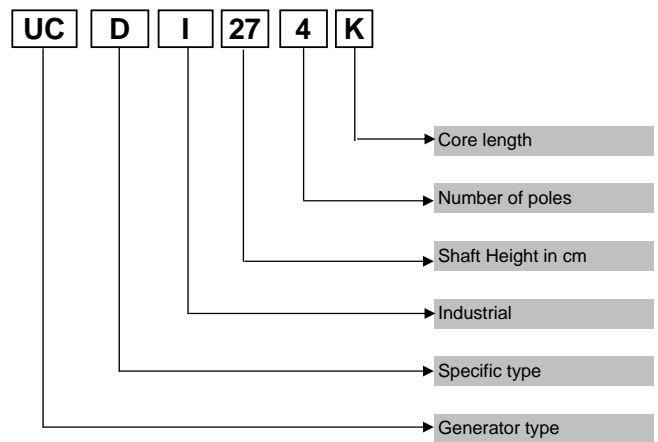 UC D I 27 4 K
Core length
Number of poles
Shaft Height in cm
Industrial
Specific type
Generator type